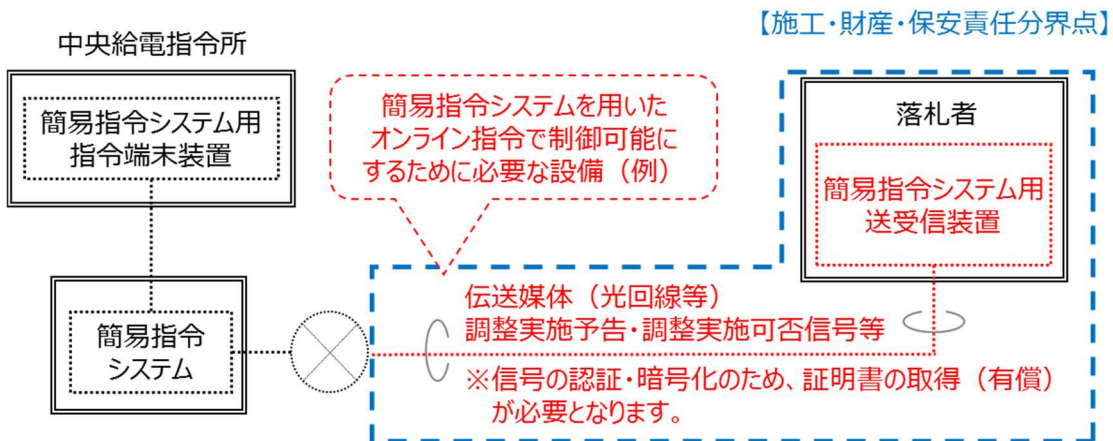 【施工・財産・保安責任分界点】
中央給電指令所
簡易指令システム用
指令端末装置
簡易指令システムを用いた
オンライン指令で制御可能に
するために必要な設備（例）
落札者
簡易指令システム用
送受信装置
簡易指令
システム
伝送媒体（光回線等）
調整実施予告・調整実施可否信号等
※信号の認証・暗号化のため、証明書の取得（有償）
が必要となります。